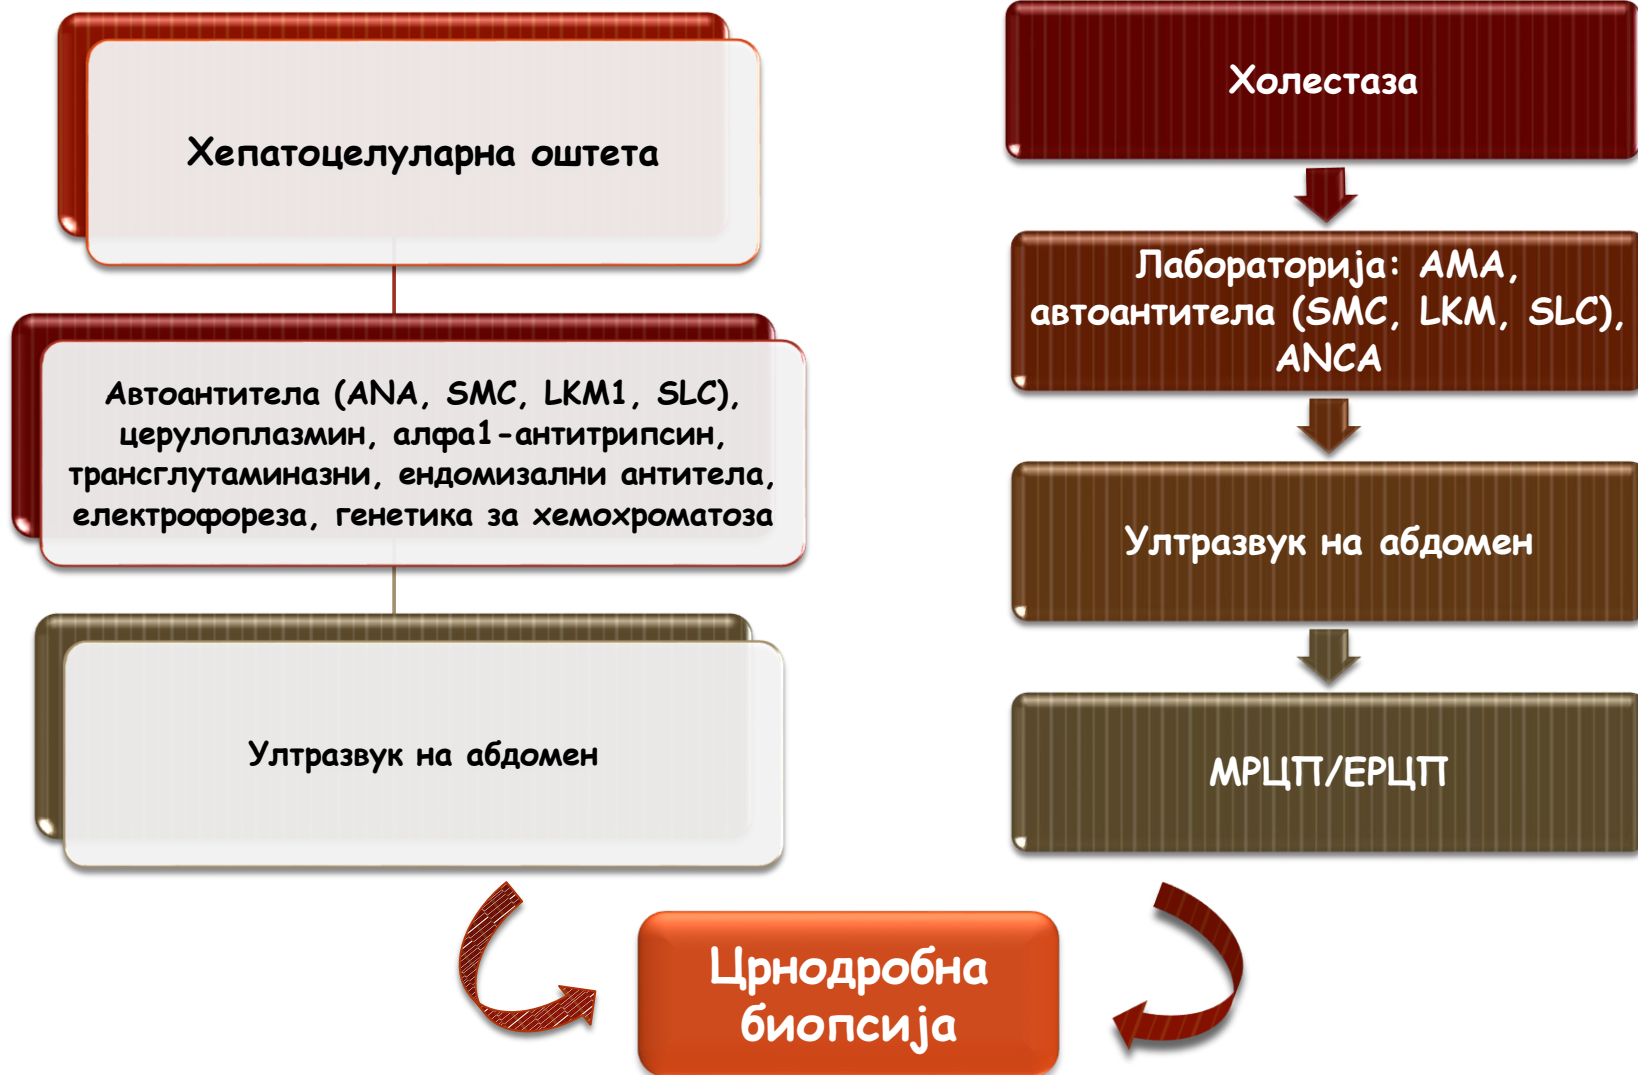 Хепатоцелуларна оштета
Автоантитела (ANA, SMC, LKM1, SLC),
церулоплазмин, алфа1-антитрипсин,
трансглутаминазни, ендомизални антитела,
електрофореза, генетика за хемохроматоза
Ултразвук на абдомен
Холестаза
Лабораторија: АМА,
автоантитела (SMC, LKM, SLC),
ANCA
Ултразвук на абдомен
МРЦП/ЕРЦП
Црнодробна
биопсија